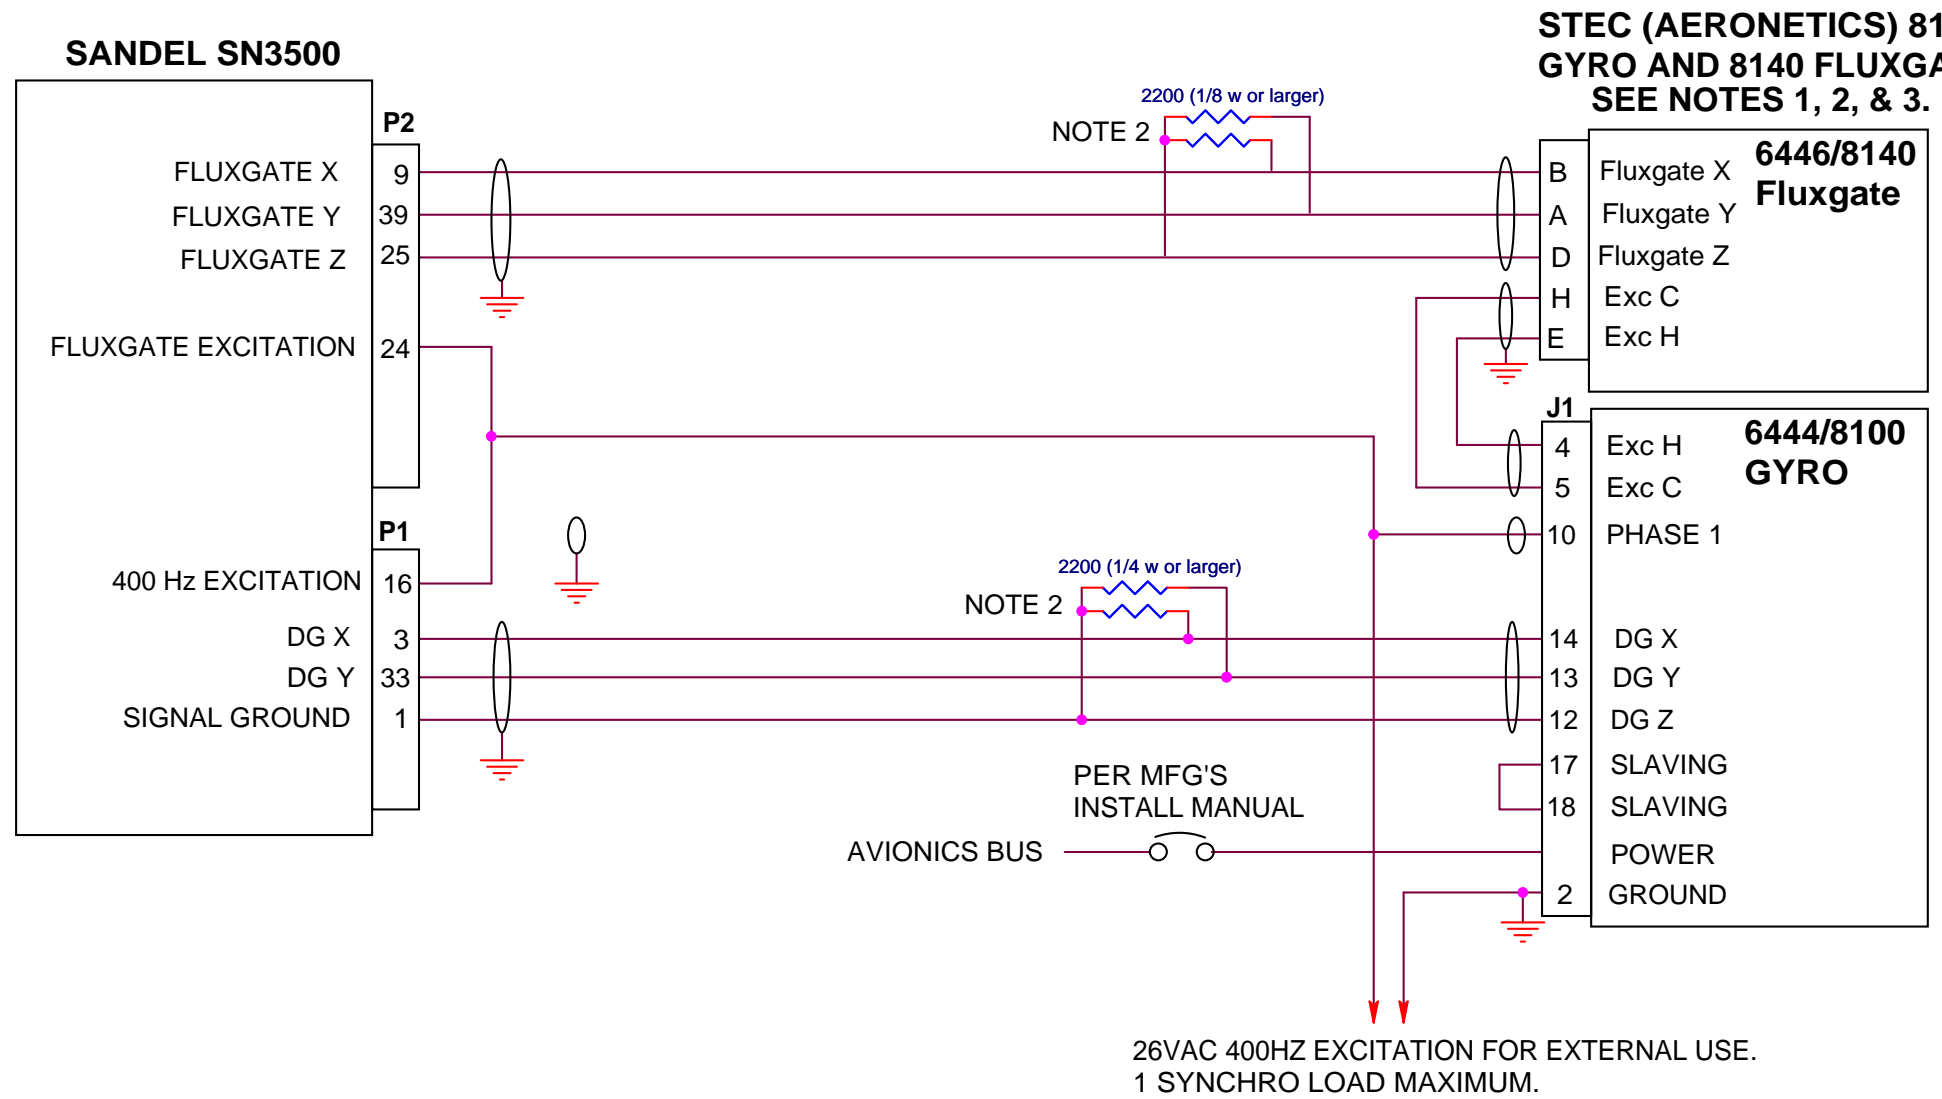 STEC (AERONETICS) 81
GYRO AND 8140 FLUXGA
SEE NOTES 1, 2, & 3.
SANDEL SN3500
P2
FLUXGATE X 9
FLUXGATE Y 39
FLUXGATE Z 25
FLUXGATE EXCITATION 24
P1
400 Hz EXCITATION 16
DG X 3
DG Y 33
SIGNAL GROUND 1
2200 (1/8 w or larger)
NOTE 2
2200 (1/4 w or larger)
NOTE 2
PER MFG'S
INSTALL MANUAL
AVIONICS BUS
6446/8140
Fluxgate
B Fluxgate X
A Fluxgate Y
D Fluxgate Z
H Exc C
E Exc H
J1
6444/8100
GYRO
4 Exc H
5 Exc C
10 PHASE 1
14 DG X
13 DG Y
12 DG Z
17 SLAVING
18 SLAVING
POWER
2 GROUND
26VAC 400HZ EXCITATION FOR EXTERNAL USE.
1 SYNCHRO LOAD MAXIMUM.